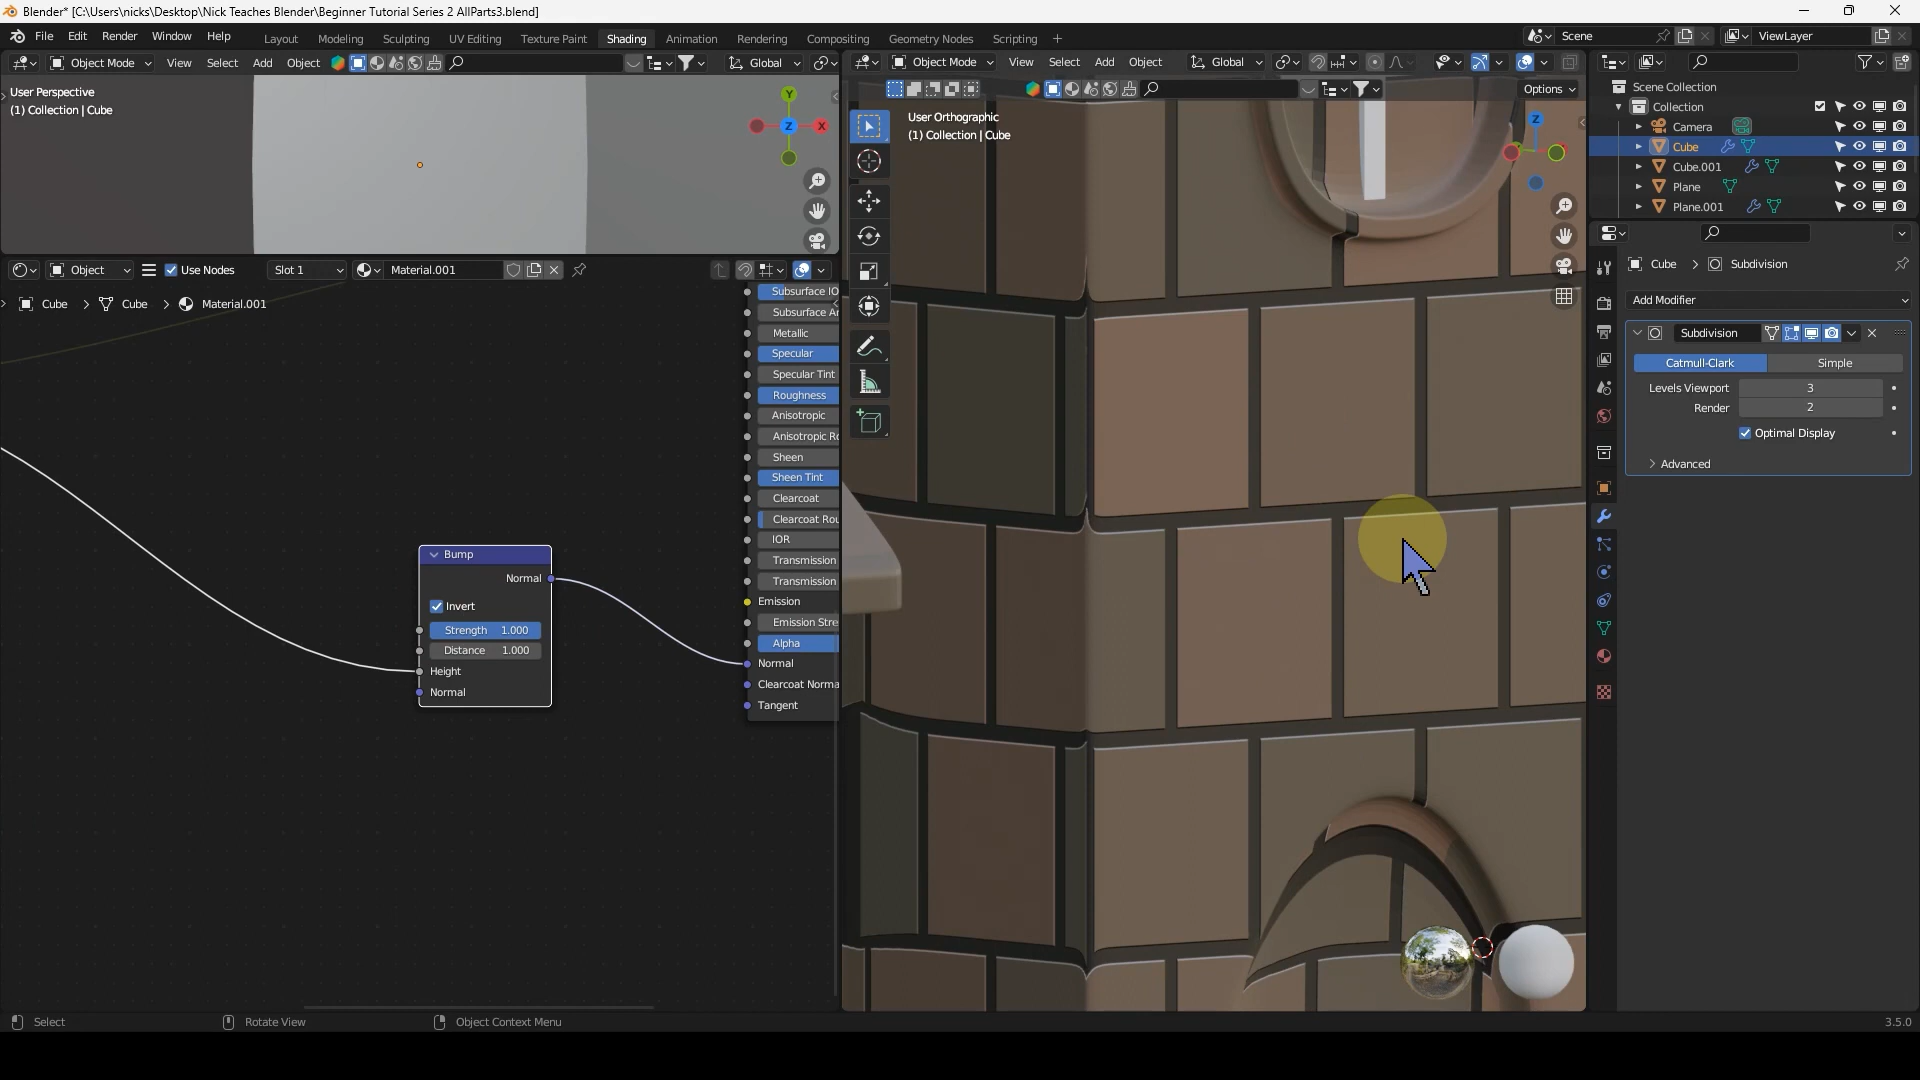 Blender* [C:\Users\nicks\Desktop\Nick Teaches Blender\Beginner Tutorial Series 2 AllParts3.blend]
File Edit Render Window Help
Layout Modeling Sculpting UV Editing Texture Paint Shading Animation Rendering Compositing Geometry Nodes Scripting +
Scene
ViewLayer
Object Mode View Select Add Object Global
Object Mode View Select Add Object Global
Options
User Perspective
(1) Collection | Cube
Y
Z
X
User Orthographic
(1) Collection | Cube
Z
Scene Collection
Collection
Camera
Cube
Cube.001
Plane
Plane.001
Object Use Nodes Slot 1 Material.001
Cube > Cube > Material.001
Subsurface IO
Subsurface An
Metallic
Specular
Specular Tint
Roughness
Anisotropic
Anisotropic Ro
Sheen
Sheen Tint
Clearcoat
Clearcoat Rou
IOR
Transmission
Transmission
Emission
Emission Stre
Alpha
Normal
Clearcoat Norma
Tangent
Bump
Normal
Invert
Strength 1.000
Distance 1.000
Height
Normal
Cube > Subdivision
Add Modifier
Subdivision
Catmull-Clark Simple
Levels Viewport 3
Render 2
Optimal Display
Advanced
Select Rotate View Object Context Menu 3.5.0